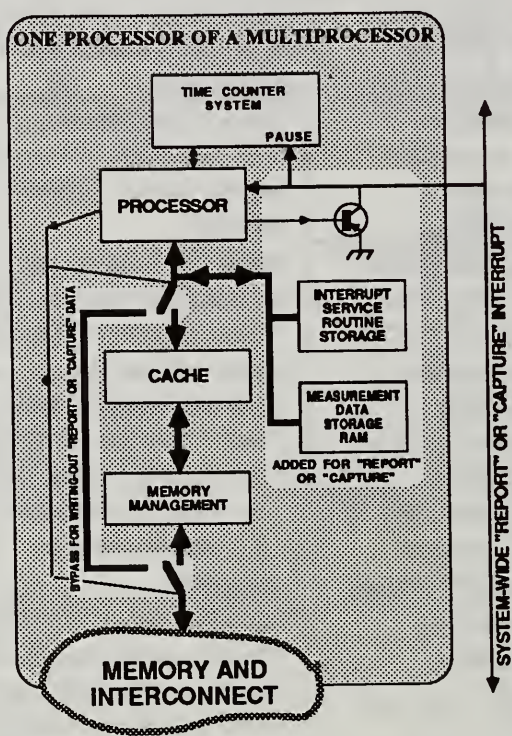 ONE PROCESSOR OF A MULTIPROCESSOR
TIME COUNTER
SYSTEM
PAUSE
PROCESSOR
INTERRUPT
SERVICE
ROUTINE
STORAGE
CACHE
MEASUREMENT
DATA
STORAGE
RAM
ADDED FOR "REPORT"
OR "CAPTURE"
MEMORY
MANAGEMENT
BYPASS FOR WRITING-OUT "REPORT" OR "CAPTURE" DATA
MEMORY AND
INTERCONNECT
SYSTEM-WIDE "REPORT" OR "CAPTURE" INTERRUPT